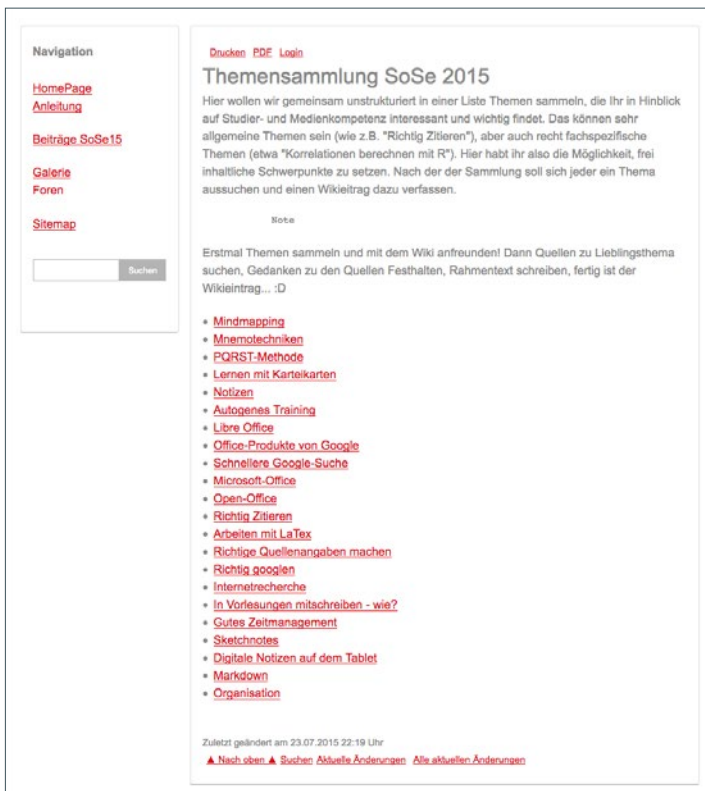 Navigation
HomePage
Anleitung
Beiträge SoSe15
Galerie
Foren
Sitemap
Suchen
Drucken PDF Login
Themensammlung SoSe 2015
Hier wollen wir gemeinsam unstrukturiert in einer Liste Themen sammeln, die Ihr in Hinblick
auf Studier- und Medienkompetenz interessant und wichtig findet. Das können sehr
allgemeine Themen sein (wie z.B. "Richtig Zitieren"), aber auch recht fachspezifische
Themen (etwa "Korrelationen berechnen mit R"). Hier habt ihr also die Möglichkeit, frei
inhaltliche Schwerpunkte zu setzen. Nach der der Sammlung soll sich jeder ein Thema
aussuchen und einen Wikieitrag dazu verfassen.
Note
Erstmal Themen sammeln und mit dem Wiki anfreunden! Dann Quellen zu Lieblingsthema
suchen, Gedanken zu den Quellen Festhalten, Rahmentext schreiben, fertig ist der
Wikieintrag... :D
• Mindmapping
• Mnemotechniken
• PQRST-Methode
• Lernen mit Karteikarten
• Notizen
• Autogenes Training
• Libre Office
• Office-Produkte von Google
• Schnellere Google-Suche
• Microsoft-Office
• Open-Office
• Richtig Zitieren
• Arbeiten mit LaTex
• Richtige Quellenangaben machen
• Richtig googlen
• Internetrecherche
• In Vorlesungen mitschreiben - wie?
• Gutes Zeitmanagement
• Sketchnotes
• Digitale Notizen auf dem Tablet
• Markdown
• Organisation
Zuletzt geändert am 23.07.2015 22:19 Uhr
▲ Nach oben ▲ Suchen Aktuelle Änderungen Alle aktuellen Änderungen